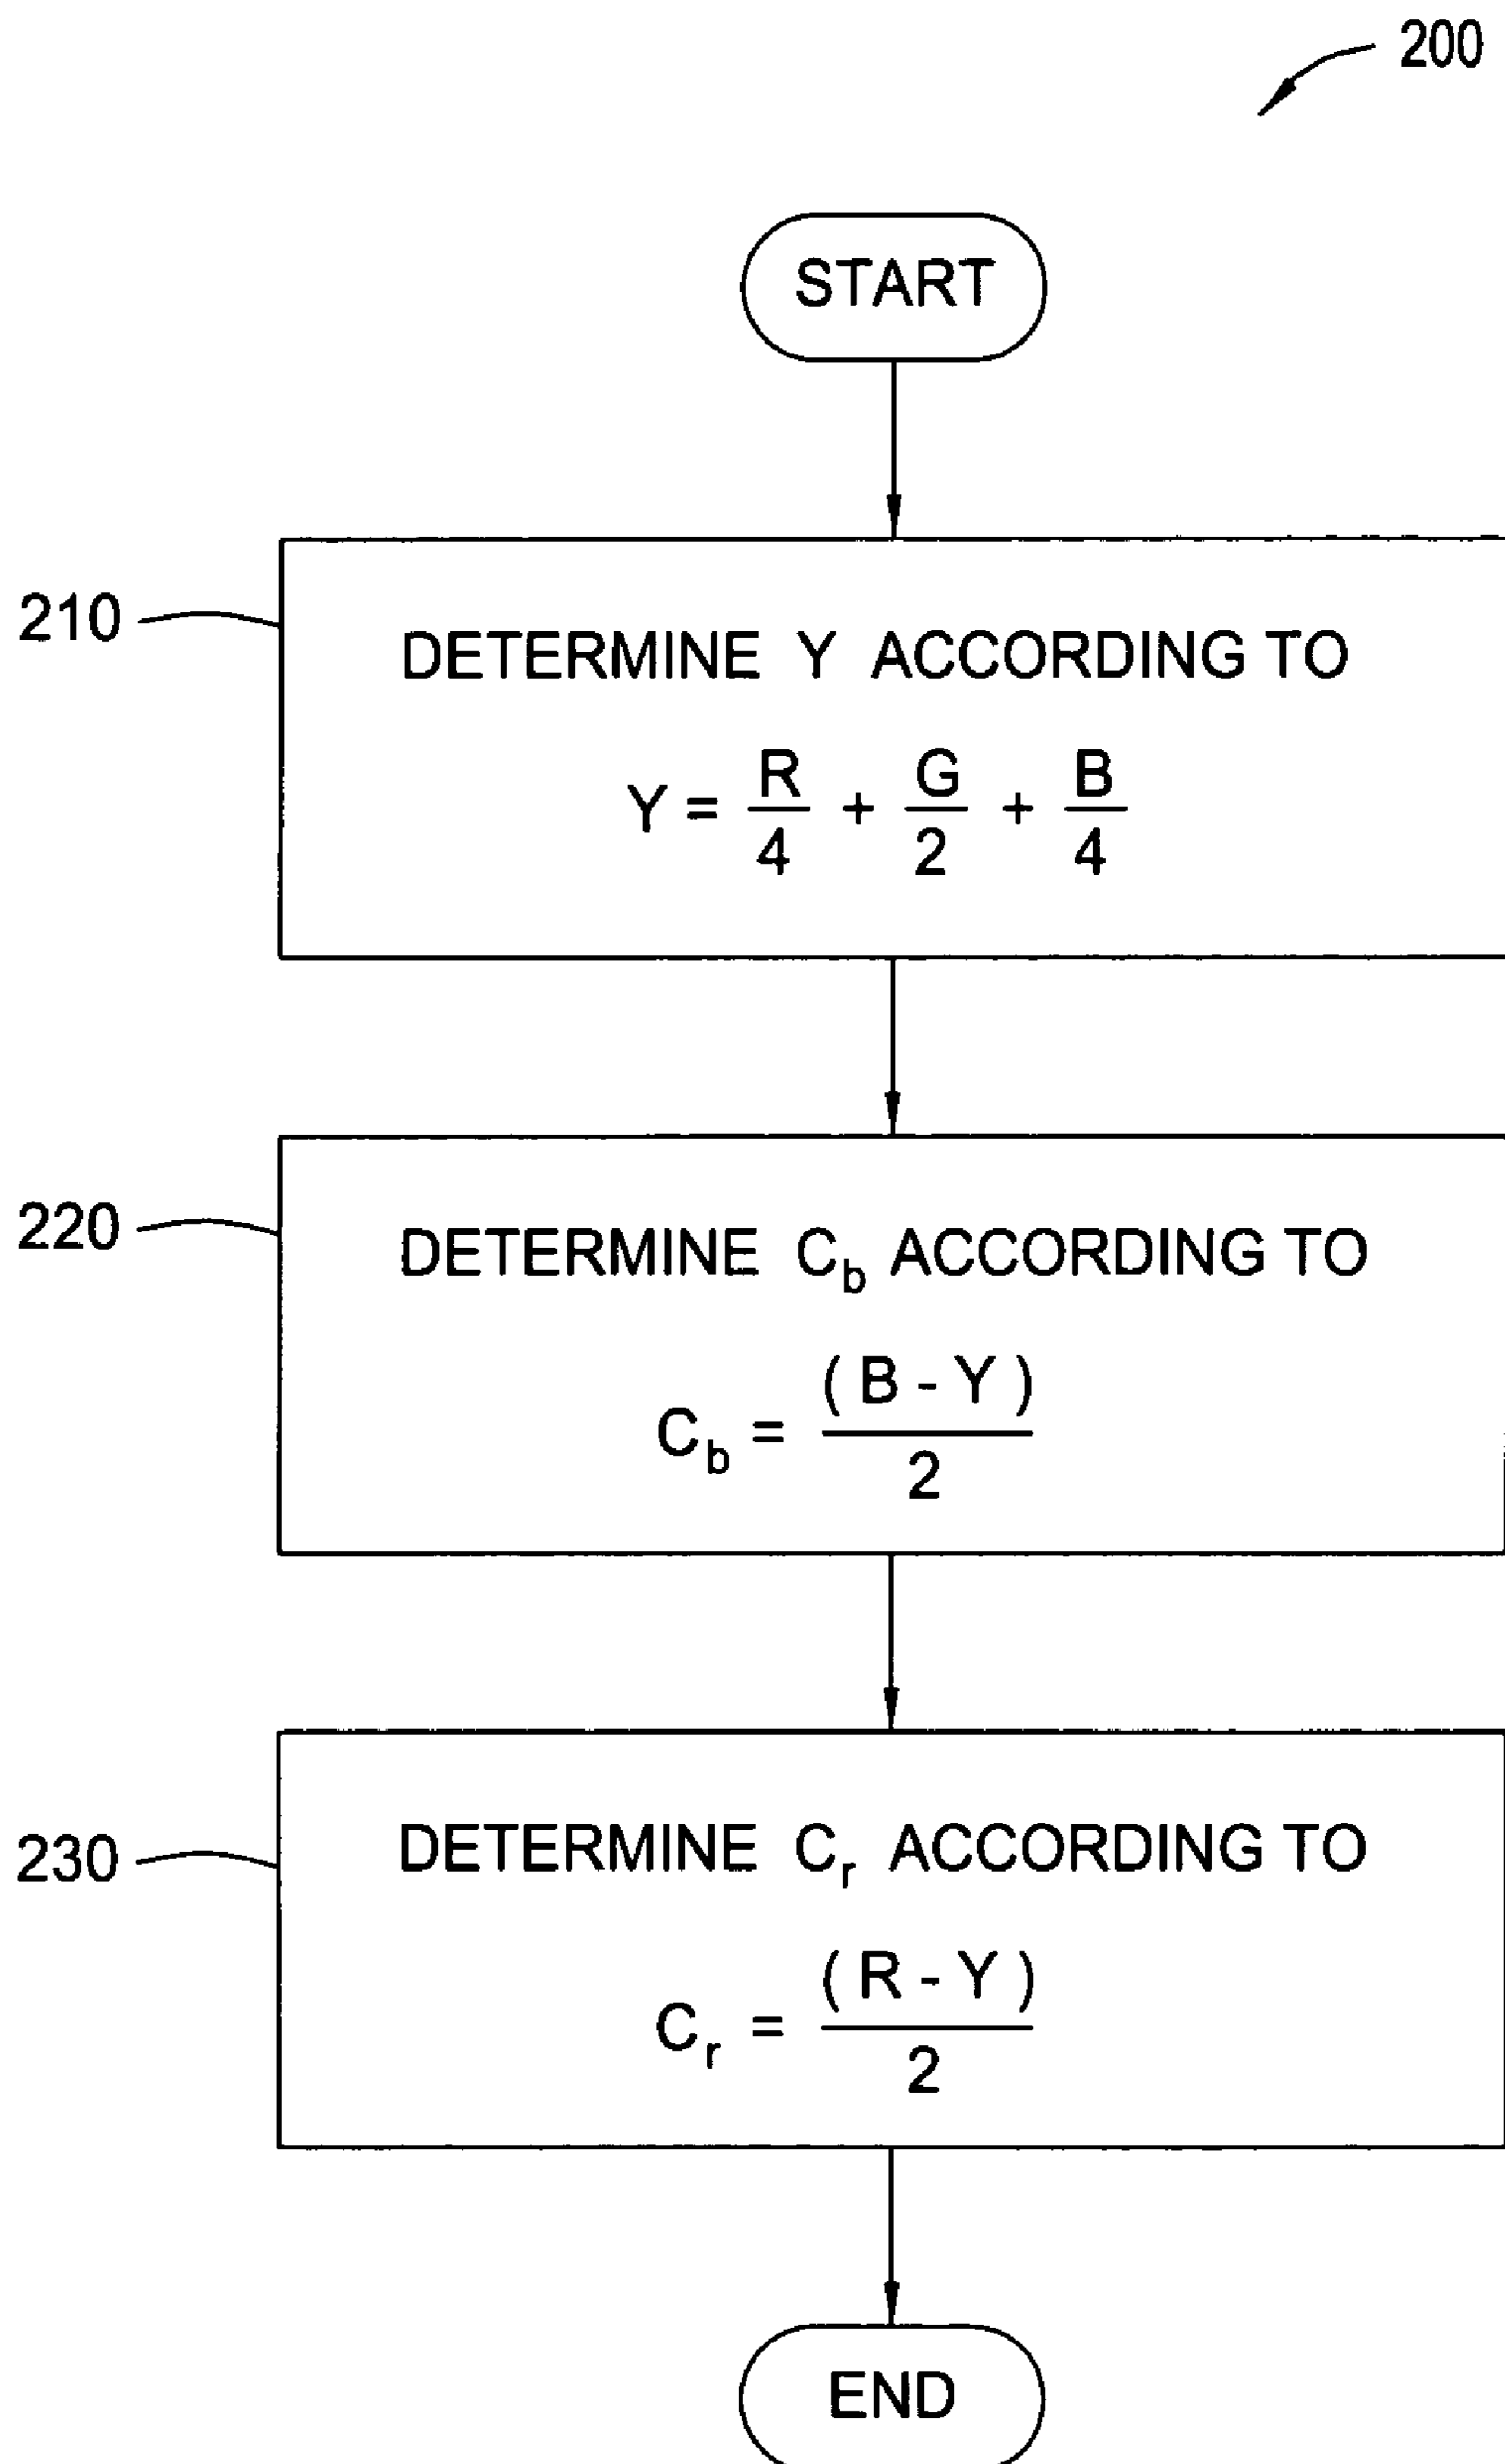 200
START
210
DETERMINE Y ACCORDING TO
Y = R/4 + G/2 + B/4
220
DETERMINE C_b ACCORDING TO
C_b = (B - Y)/2
230
DETERMINE C_r ACCORDING TO
C_r = (R - Y)/2
END